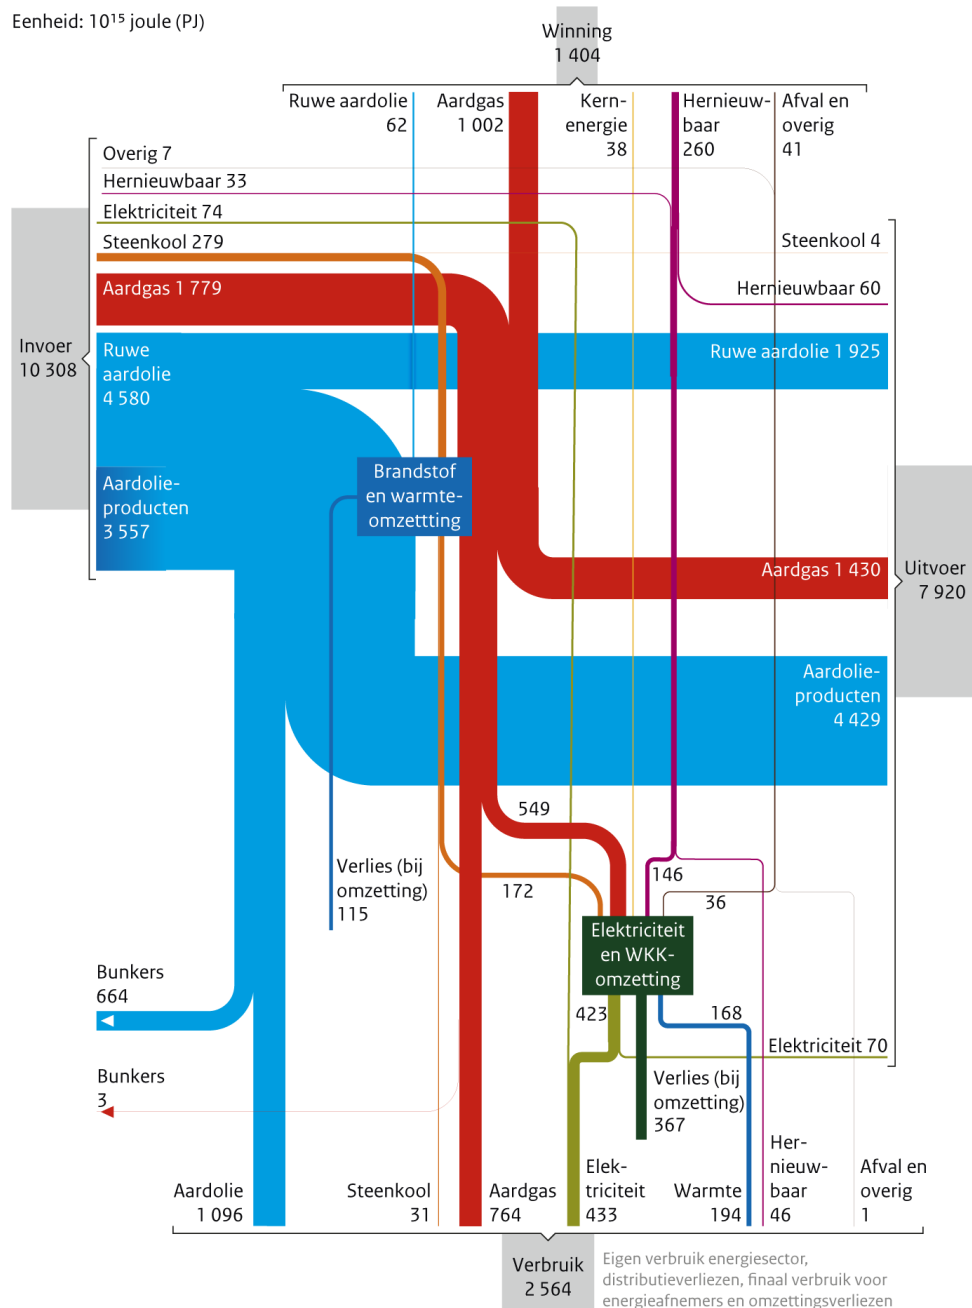 Eenheid: 10¹⁵ joule (PJ)
Winning
1 404
Ruwe aardolie
62
Aardgas
1 002
Kern-
energie
38
Hernieuw-
baar
260
Afval en
overig
41
Overig 7
Hernieuwbaar 33
Elektriciteit 74
Steenkool 279
Aardgas 1 779
Ruwe
aardolie
4 580
Aardolie-
producten
3 557
Invoer
10 308
Steenkool 4
Hernieuwbaar 60
Ruwe aardolie 1 925
Aardgas 1 430
Aardolie-
producten
4 429
Uitvoer
7 920
Brandstof
en warmte-
omzettting
549
Verlies (bij
omzetting)
115
172
146
36
Elektriciteit
en WKK-
omzetting
Bunkers
664
423
168
Elektriciteit 70
Bunkers
3
Verlies (bij
omzetting)
367
Aardolie
1 096
Steenkool
31
Aardgas
764
Elek-
triciteit
433
Warmte
194
Her-
nieuw-
baar
46
Afval en
overig
1
Verbruik
2 564
Eigen verbruik energiesector,
distributieverliezen, finaal verbruik voor
energieafnemers en omzettingsverliezen